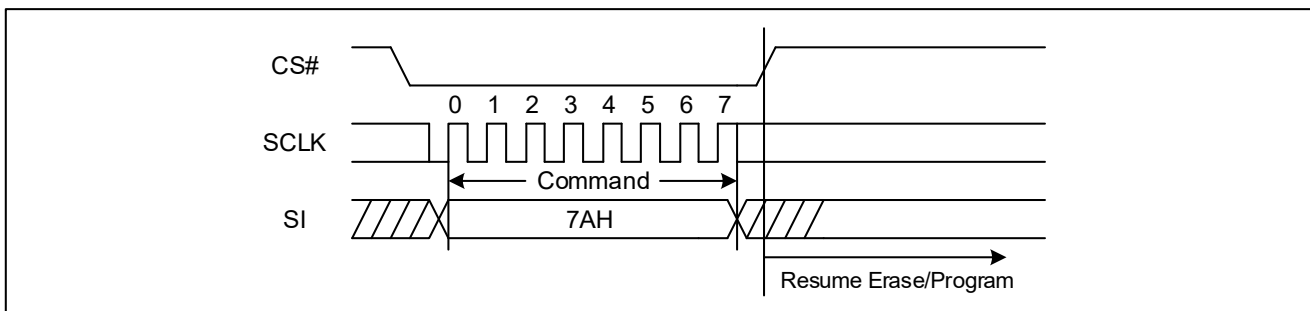 CS#
0 1 2 3 4 5 6 7
SCLK
Command
SI
7AH
Resume Erase/Program